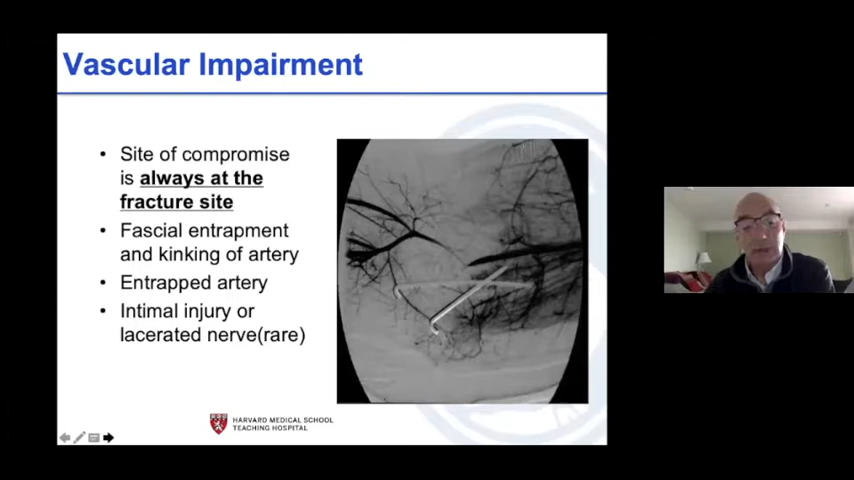 Vascular Impairment
• Site of compromise
is always at the
fracture site
• Fascial entrapment
and kinking of artery
• Entrapped artery
• Intimal injury or
lacerated nerve(rare)
HARVARD MEDICAL SCHOOL
TEACHING HOSPITAL